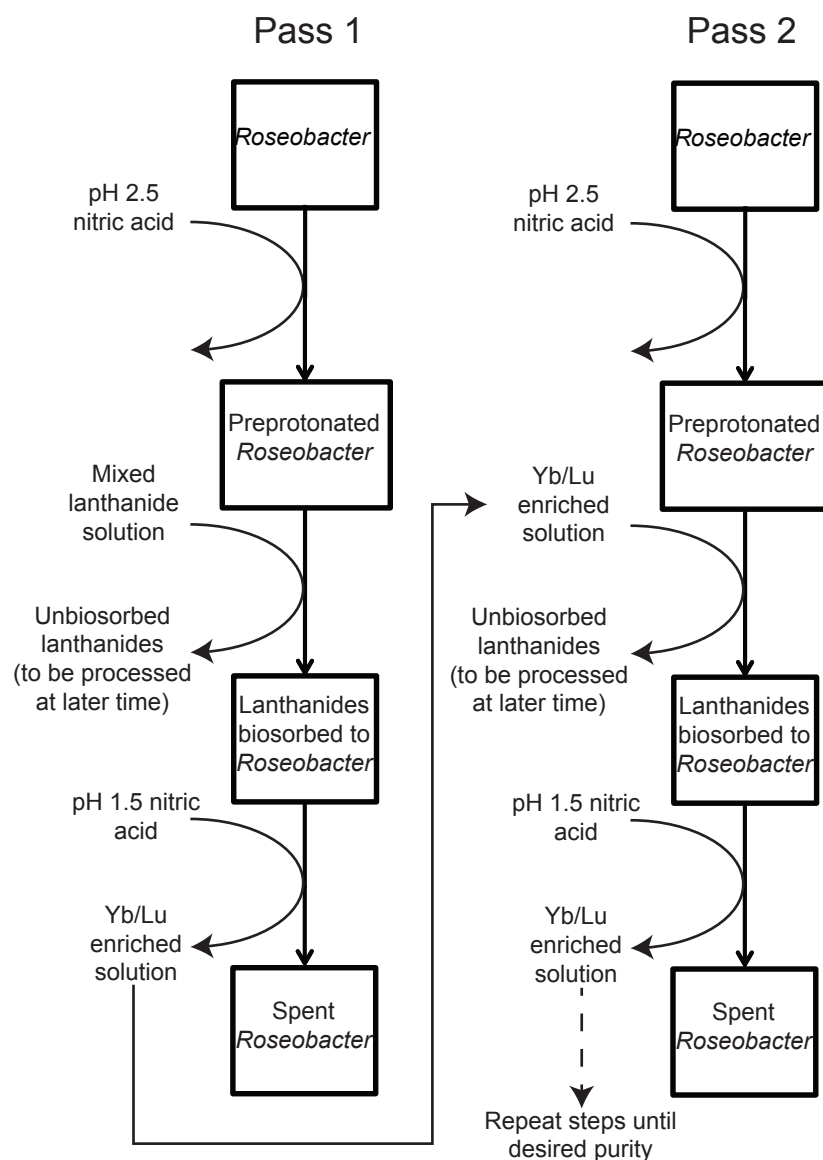 Pass 1
Roseobacter
pH 2.5
nitric acid
Preprotonated
Roseobacter
Mixed
lanthanide
solution
Unbiosorbed
lanthanides
(to be processed
at later time)
Lanthanides
biosorbed to
Roseobacter
pH 1.5 nitric
acid
Yb/Lu
enriched
solution
Spent
Roseobacter
Pass 2
Roseobacter
pH 2.5
nitric acid
Preprotonated
Roseobacter
Yb/Lu
enriched
solution
Unbiosorbed
lanthanides
(to be processed
at later time)
Lanthanides
biosorbed to
Roseobacter
pH 1.5 nitric
acid
Yb/Lu
enriched
solution
Spent
Roseobacter
Repeat steps until
desired purity